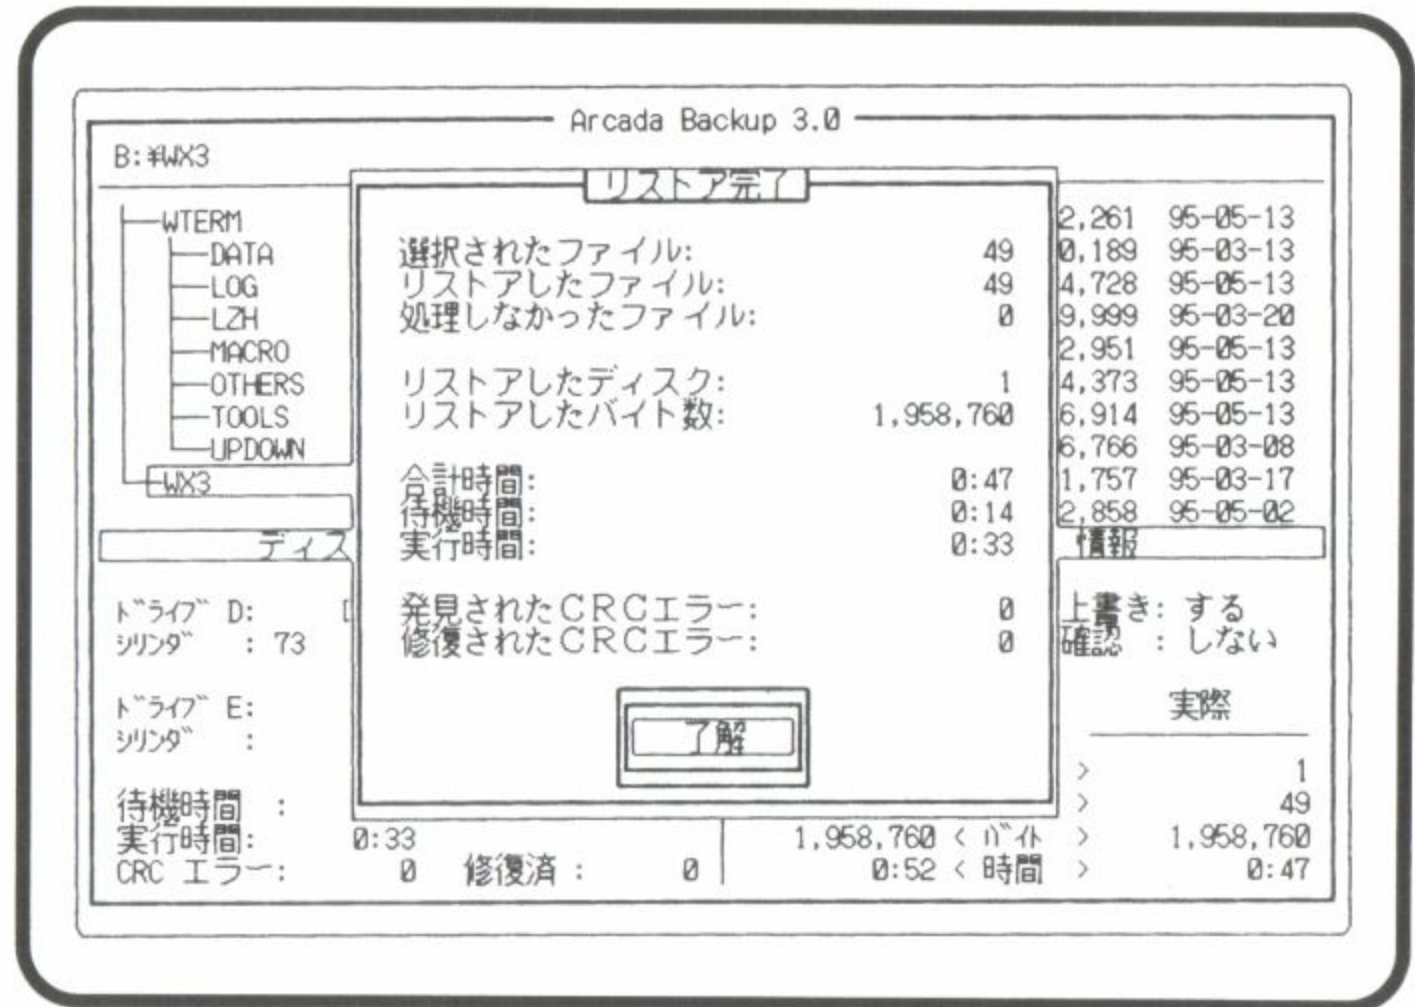 Arcada Backup 3.0
B:¥WX3
リストア完了
WTERM
DATA
LOG
LZH
MACRO
OTHERS
TOOLS
UPDOWN
WX3
選択されたファイル: 49
リストアしたファイル: 49
処理しなかったファイル: 0
リストアしたディスク: 1
リストアしたバイト数: 1,958,760
合計時間: 0:47
待機時間: 0:14
実行時間: 0:33
発見されたCRCエラー: 0
修復されたCRCエラー: 0
了解
2,261 95-05-13
0,189 95-03-13
4,728 95-05-13
9,999 95-03-20
2,951 95-05-13
4,373 95-05-13
6,914 95-05-13
6,766 95-03-08
1,757 95-03-17
2,858 95-05-02
ディス
情報
ドライブ D:
シリンダ : 73
ドライブ E:
シリンダ :
待機時間 :
実行時間: 0:33
CRC エラー: 0 修復済 : 0
上書き: する
確認 : しない
実際
> 1
> 49
1,958,760 < バイト > 1,958,760
0:52 < 時間 > 0:47